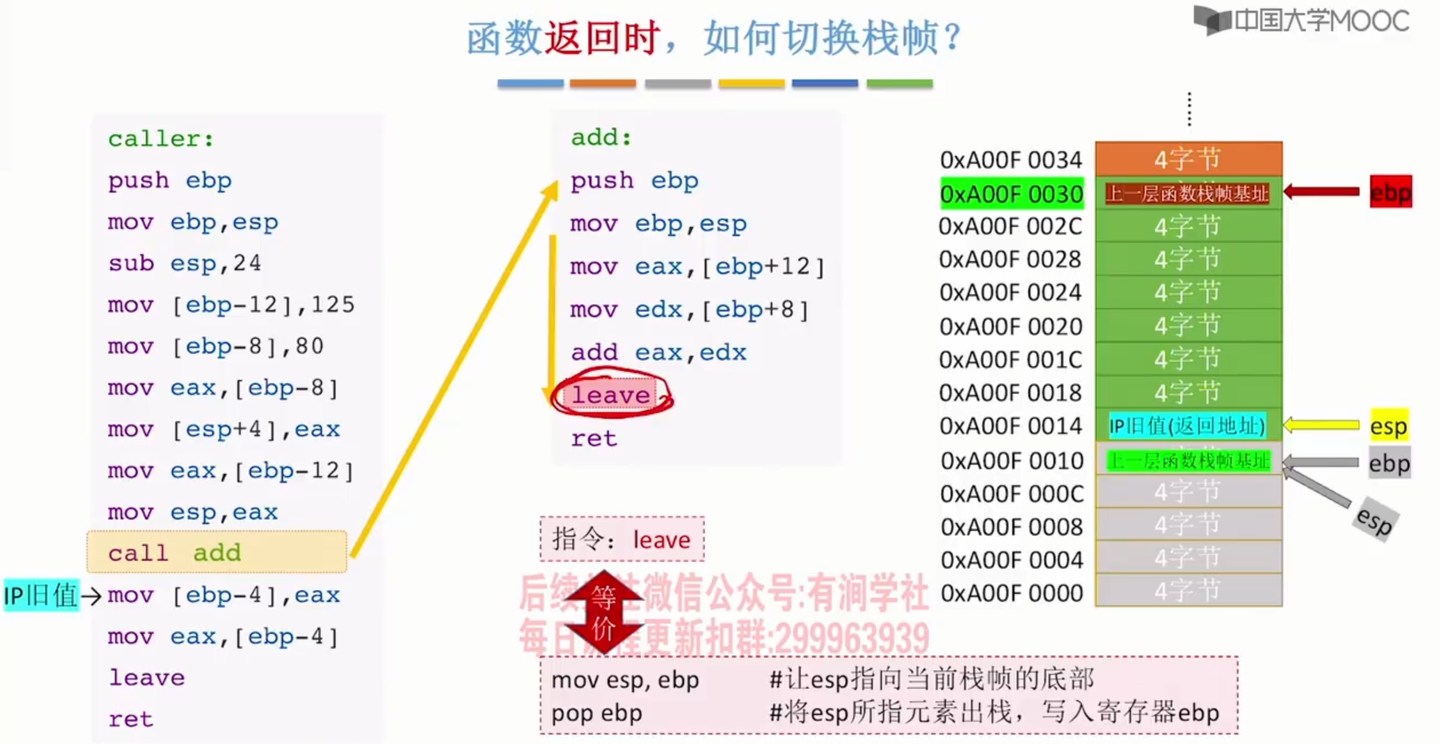 中国大学MOOC
函数返回时，如何切换栈帧？
caller:
push ebp
mov ebp,esp
sub esp,24
mov [ebp-12],125
mov [ebp-8],80
mov eax,[ebp-8]
mov [esp+4],eax
mov eax,[ebp-12]
mov esp,eax
call add
IP旧值
mov [ebp-4],eax
mov eax,[ebp-4]
leave
ret
add:
push ebp
mov ebp,esp
mov eax,[ebp+12]
mov edx,[ebp+8]
add eax,edx
leave
ret
指令：leave
等
价
mov esp, ebp #让esp指向当前栈帧的底部
pop ebp #将esp所指元素出栈，写入寄存器ebp
0xA00F 0034 4字节
0xA00F 0030 上一层函数栈帧基址 ebp
0xA00F 002C 4字节
0xA00F 0028 4字节
0xA00F 0024 4字节
0xA00F 0020 4字节
0xA00F 001C 4字节
0xA00F 0018 4字节
0xA00F 0014 IP旧值(返回地址) esp
0xA00F 0010 上一层函数栈帧基址 ebp
0xA00F 000C 4字节
esp
0xA00F 0008 4字节
0xA00F 0004 4字节
0xA00F 0000 4字节
微信公众号:有涧学社
更新扣群:299963939